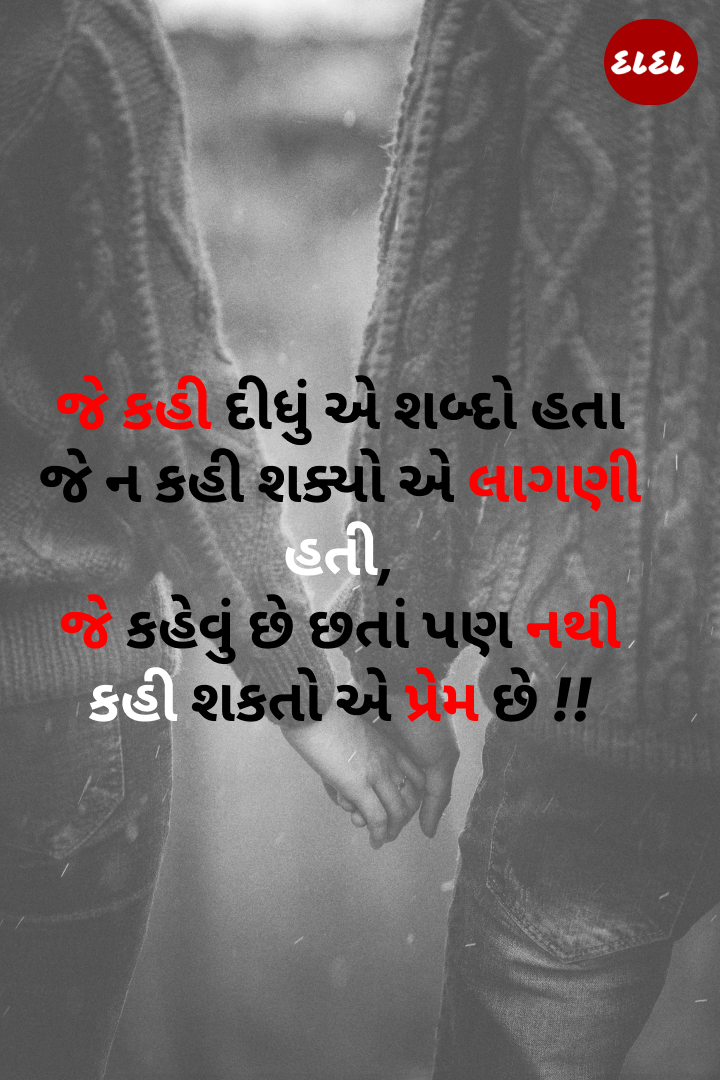 દાદા
જે કહી દીધું એ શબ્દો હતા
જે ન કહી શક્યો એ લાગણી
હતી,
જે કહેવું છે છતાં પણ નથી
કહી શકતો એ પ્રેમ છે !!